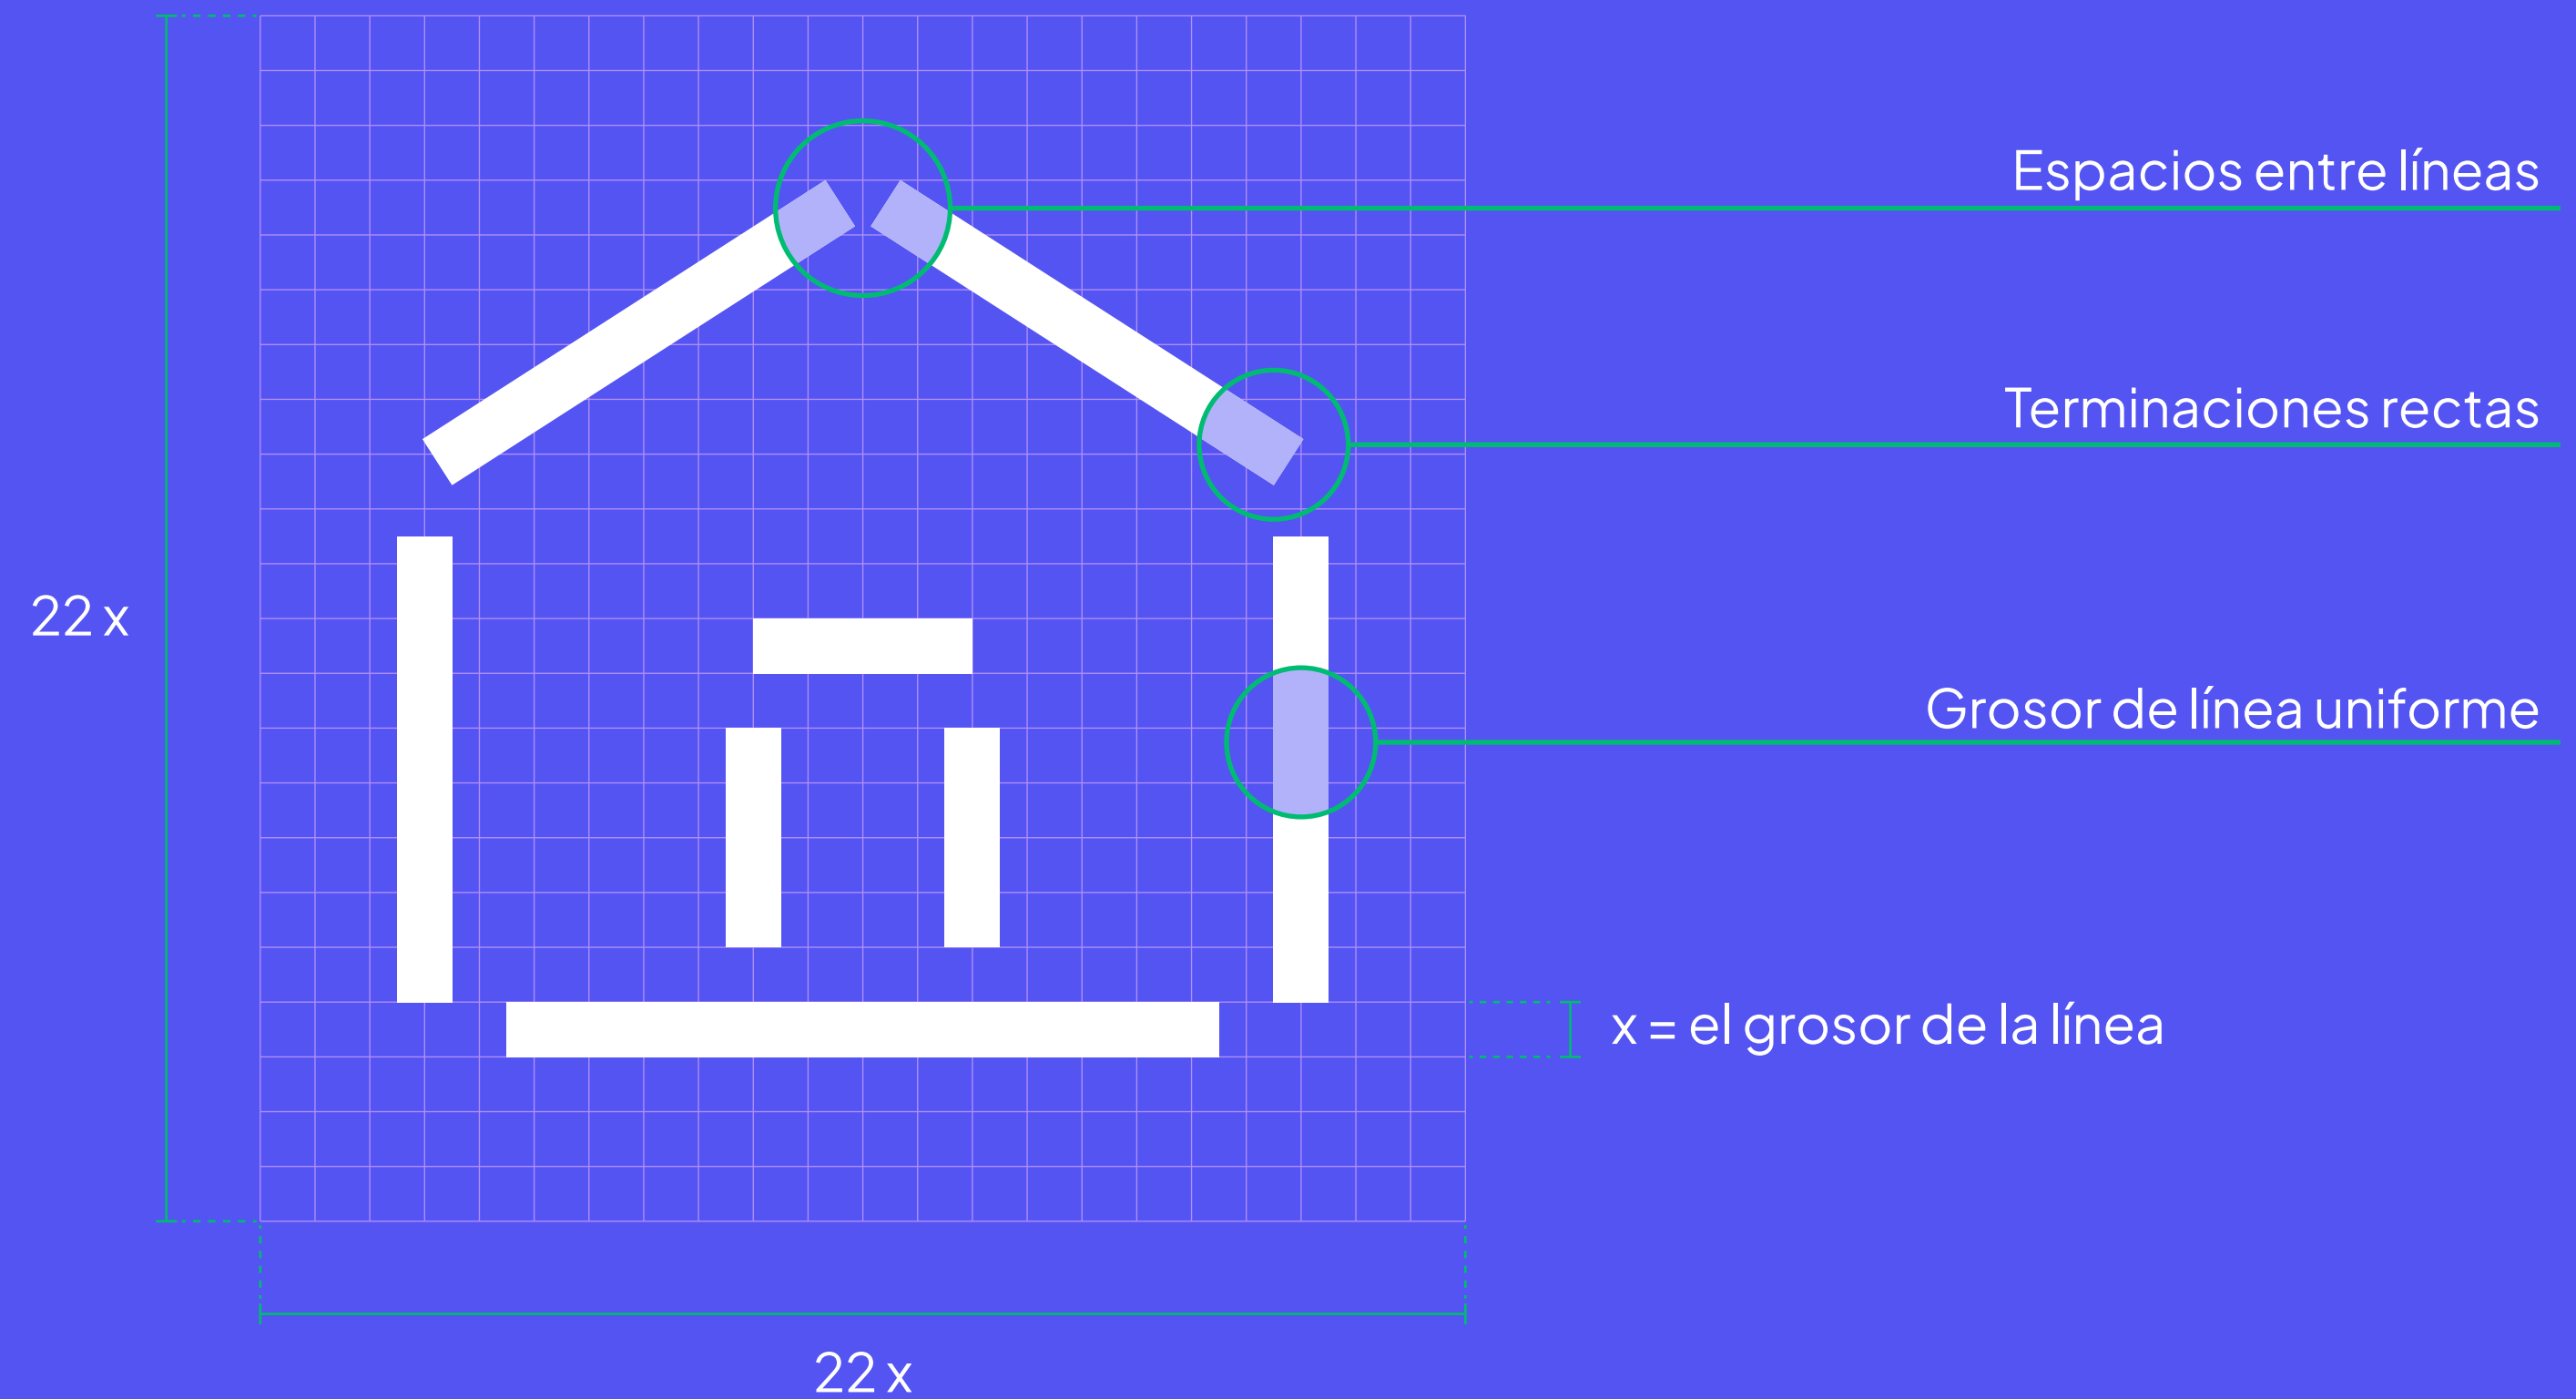 Espacios entre líneas
Terminaciones rectas
22 x
Grosor de línea uniforme
x = el grosor de la línea
22 x